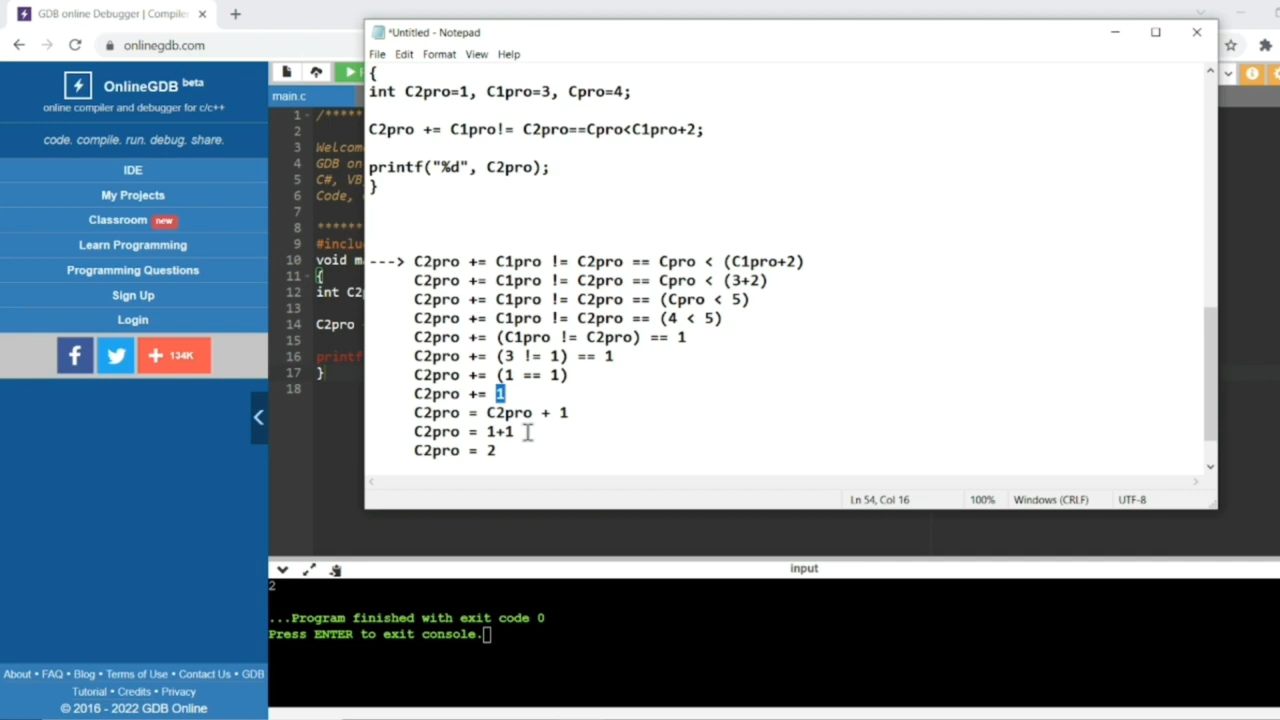 GDB online Debugger | Compiler
onlinegdb.com
OnlineGDB beta
online compiler and debugger for c/c++
code. compile. run. debug. share.
IDE
My Projects
Classroom new
Learn Programming
Programming Questions
Sign Up
Login
134K
About • FAQ • Blog • Terms of Use • Contact Us • GDB
Tutorial • Credits • Privacy
© 2016 - 2022 GDB Online
main.c
1 /*****
2
3 Welcom
4 GDB on
5 C#, VB
6 Code,
7
8 *****
9 #inclu
10 void m
11 {
12 int C2
13
14 C2pro
15
16 printf
17 }
18
*Untitled - Notepad
File Edit Format View Help
{
int C2pro=1, C1pro=3, Cpro=4;
C2pro += C1pro!= C2pro==Cpro<C1pro+2;
printf("%d", C2pro);
}
---> C2pro += C1pro != C2pro == Cpro < (C1pro+2)
C2pro += C1pro != C2pro == Cpro < (3+2)
C2pro += C1pro != C2pro == (Cpro < 5)
C2pro += C1pro != C2pro == (4 < 5)
C2pro += (C1pro != C2pro) == 1
C2pro += (3 != 1) == 1
C2pro += (1 == 1)
C2pro += 1
C2pro = C2pro + 1
C2pro = 1+1
C2pro = 2
Ln 54, Col 16 100% Windows (CRLF) UTF-8
input
2
...Program finished with exit code 0
Press ENTER to exit console.